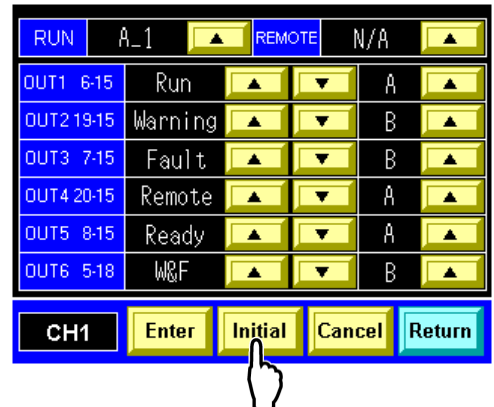 RUN A_1 ▲ REMOTE N/A ▲
OUT1 6-15 Run ▲ ▼ A ▲
OUT2 19-15 Warning ▲ ▼ B ▲
OUT3 7-15 Fault ▲ ▼ B ▲
OUT4 20-15 Remote ▲ ▼ A ▲
OUT5 8-15 Ready ▲ ▼ A ▲
OUT6 5-18 W&F ▲ ▼ B ▲
CH1 Enter Initial Cancel Return